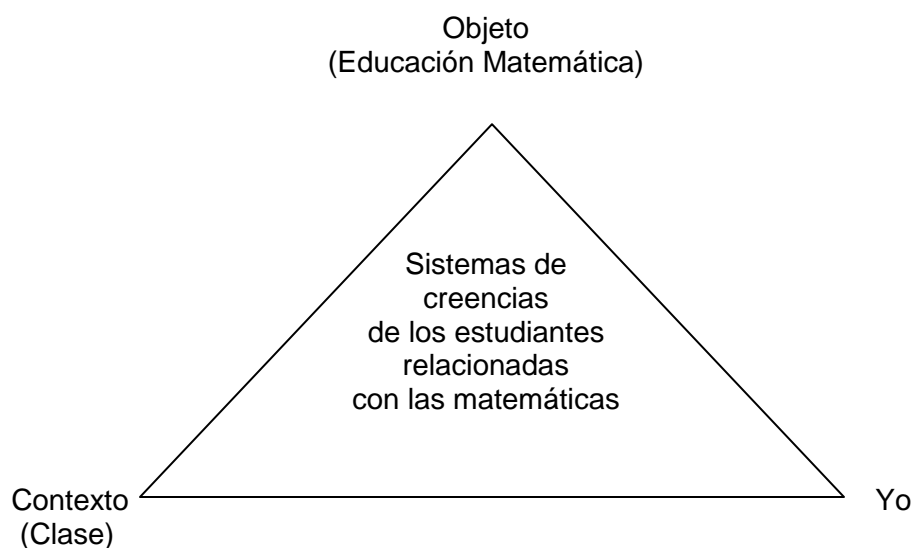 Objeto
(Educación Matemática)
Sistemas de
creencias
de los estudiantes
relacionadas
con las matemáticas
Contexto
(Clase)
Yo